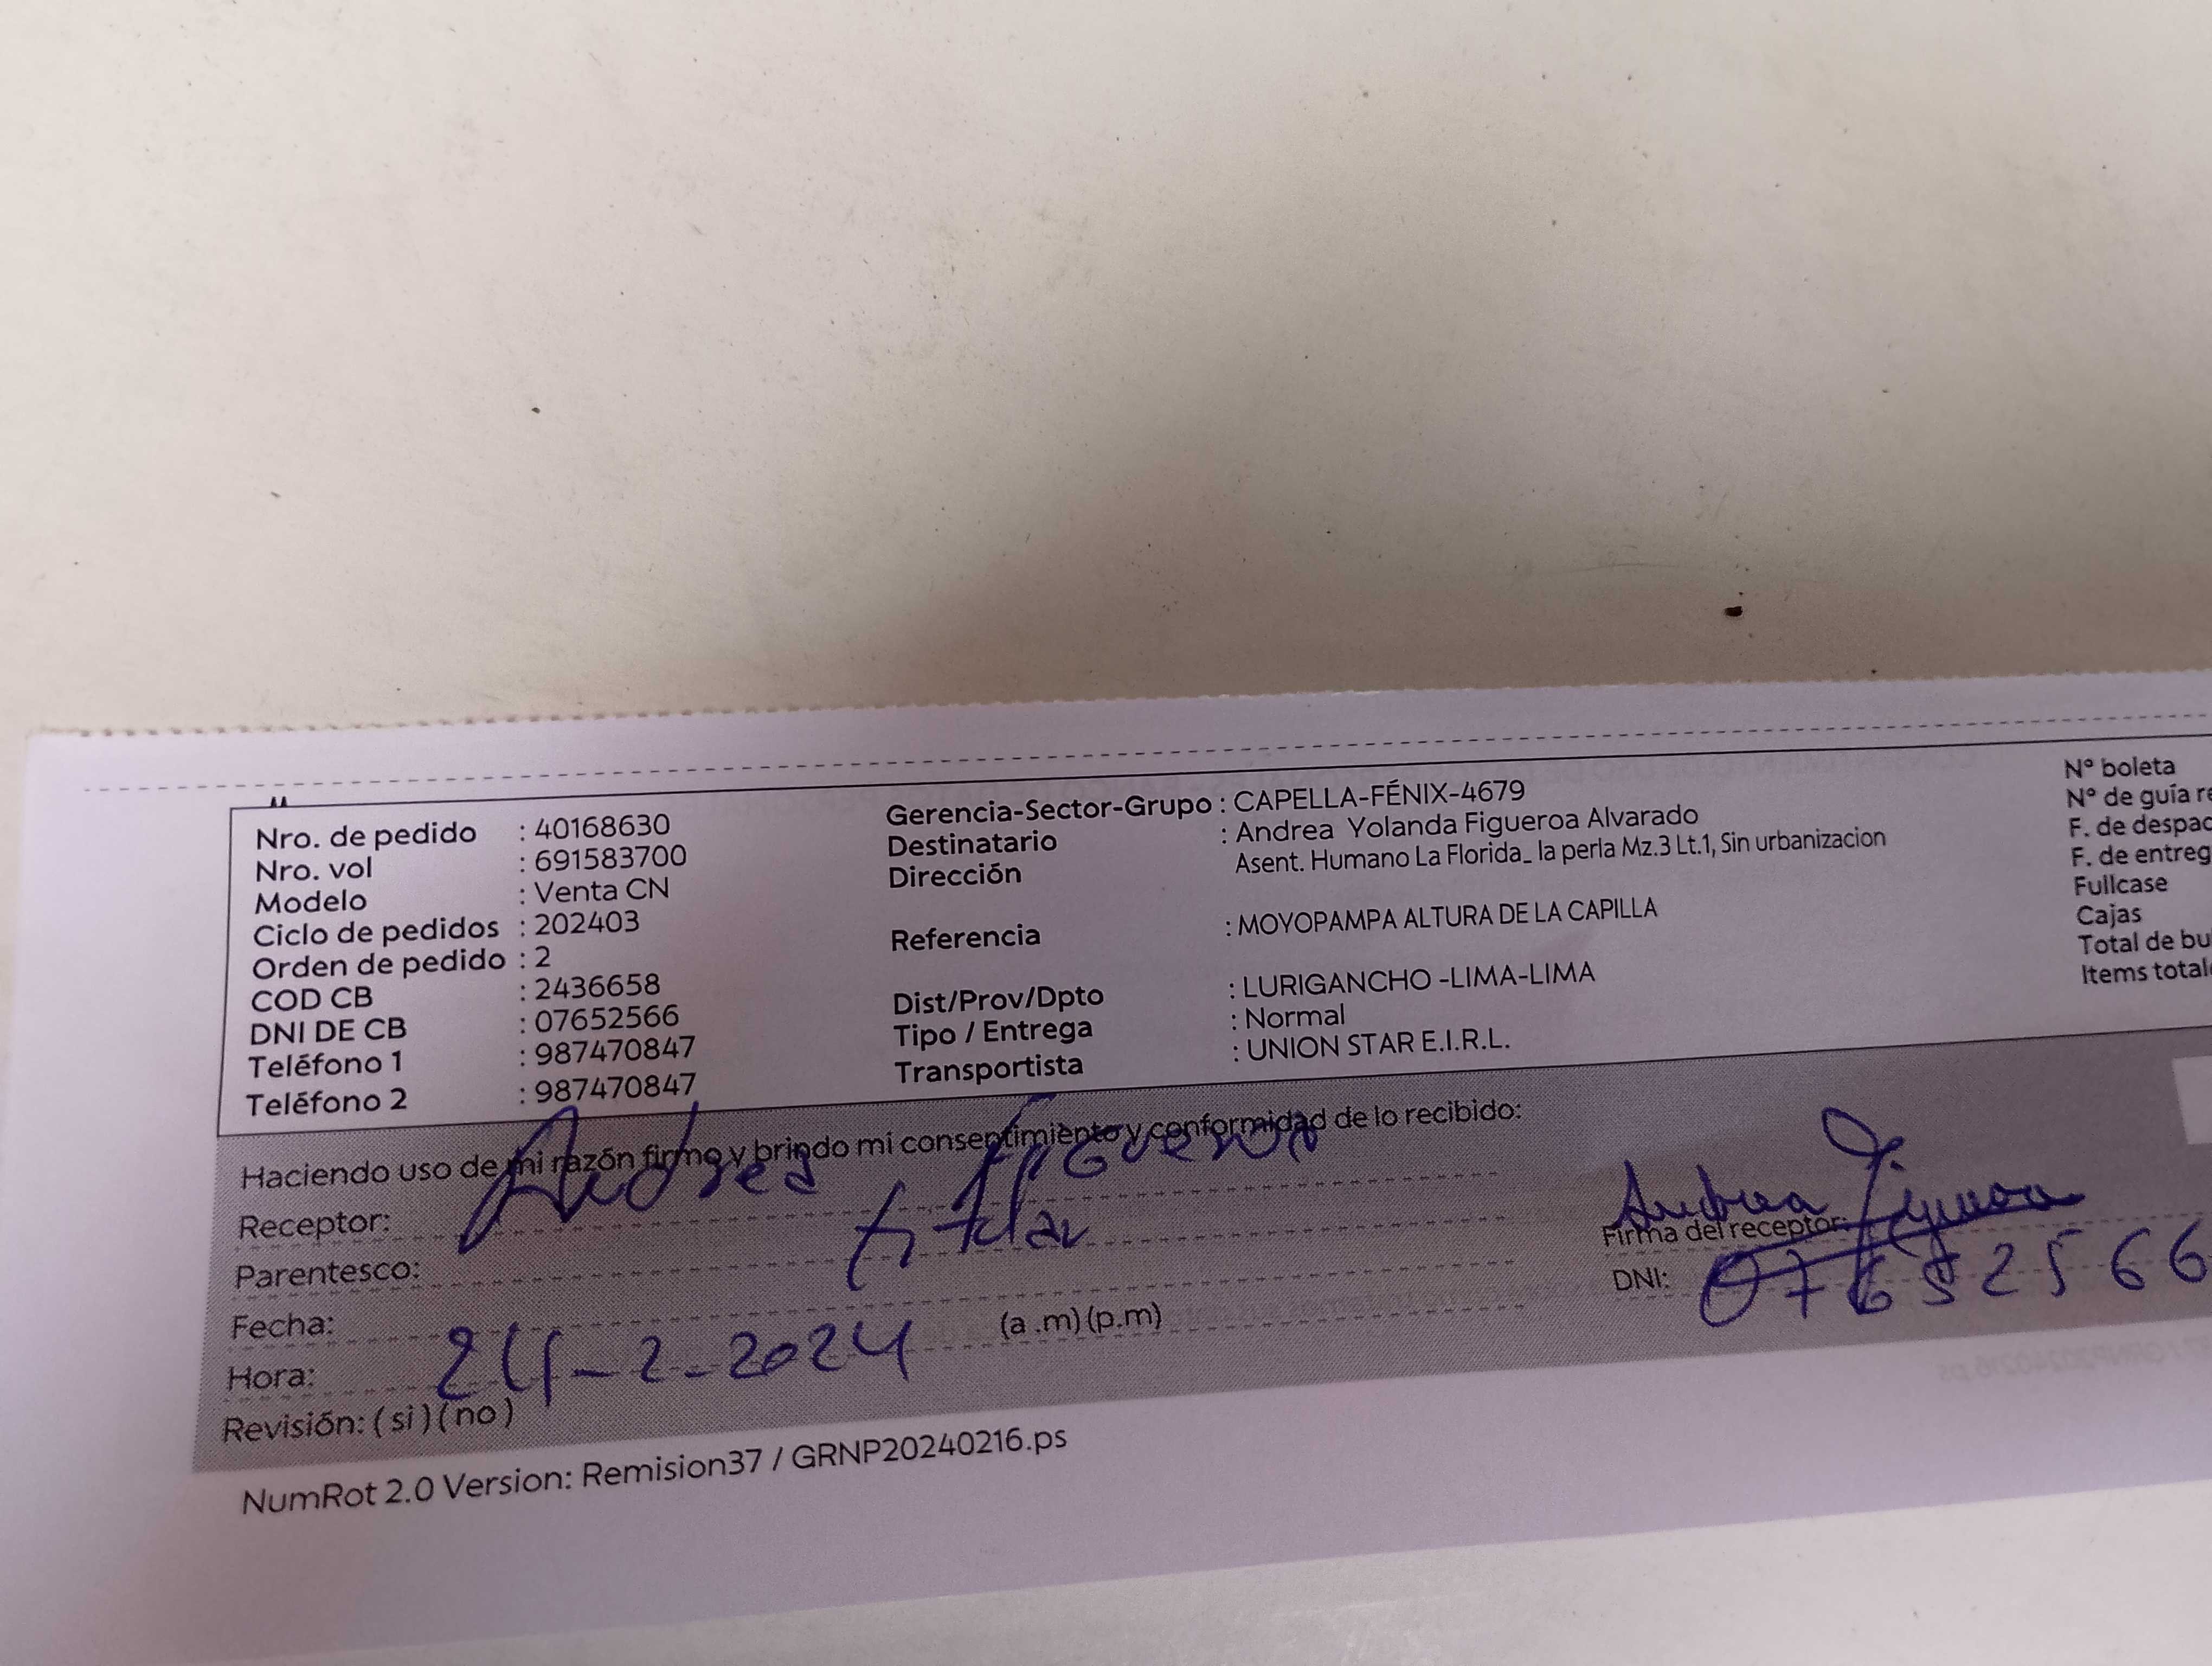 Nro. de pedido : 40168630
Nro. vol : 691583700
Modelo : Venta CN
Ciclo de pedidos : 202403
Orden de pedido : 2
COD CB : 2436658
DNI DE CB : 07652566
Teléfono 1 : 987470847
Teléfono 2 : 987470847
Gerencia-Sector-Grupo : CAPELLA-FÉNIX-4679
Destinatario : Andrea Yolanda Figueroa Alvarado
Dirección Asent. Humano La Florida_ la perla Mz.3 Lt.1, Sin urbanizacion
Referencia : MOYOPAMPA ALTURA DE LA CAPILLA
Dist/Prov/Dpto : LURIGANCHO -LIMA-LIMA
Tipo / Entrega : Normal
Transportista : UNION STAR E.I.R.L.
N° boleta
N° de guía re
F. de despac
F. de entreg
Fullcase
Cajas
Total de bu
Items total
Haciendo uso de mi razón firmo y brindo mi consentimiento y conformidad de lo recibido:
Receptor: Andrea Figueroa
Parentesco: titular
Fecha:
(a .m) (p.m)
Hora: 24-2-2024
Revisión: ( si ) ( no )
Andrea Figueroa
Firma del receptor:
DNI: 07652566
NumRot 2.0 Version: Remision37 / GRNP20240216.ps